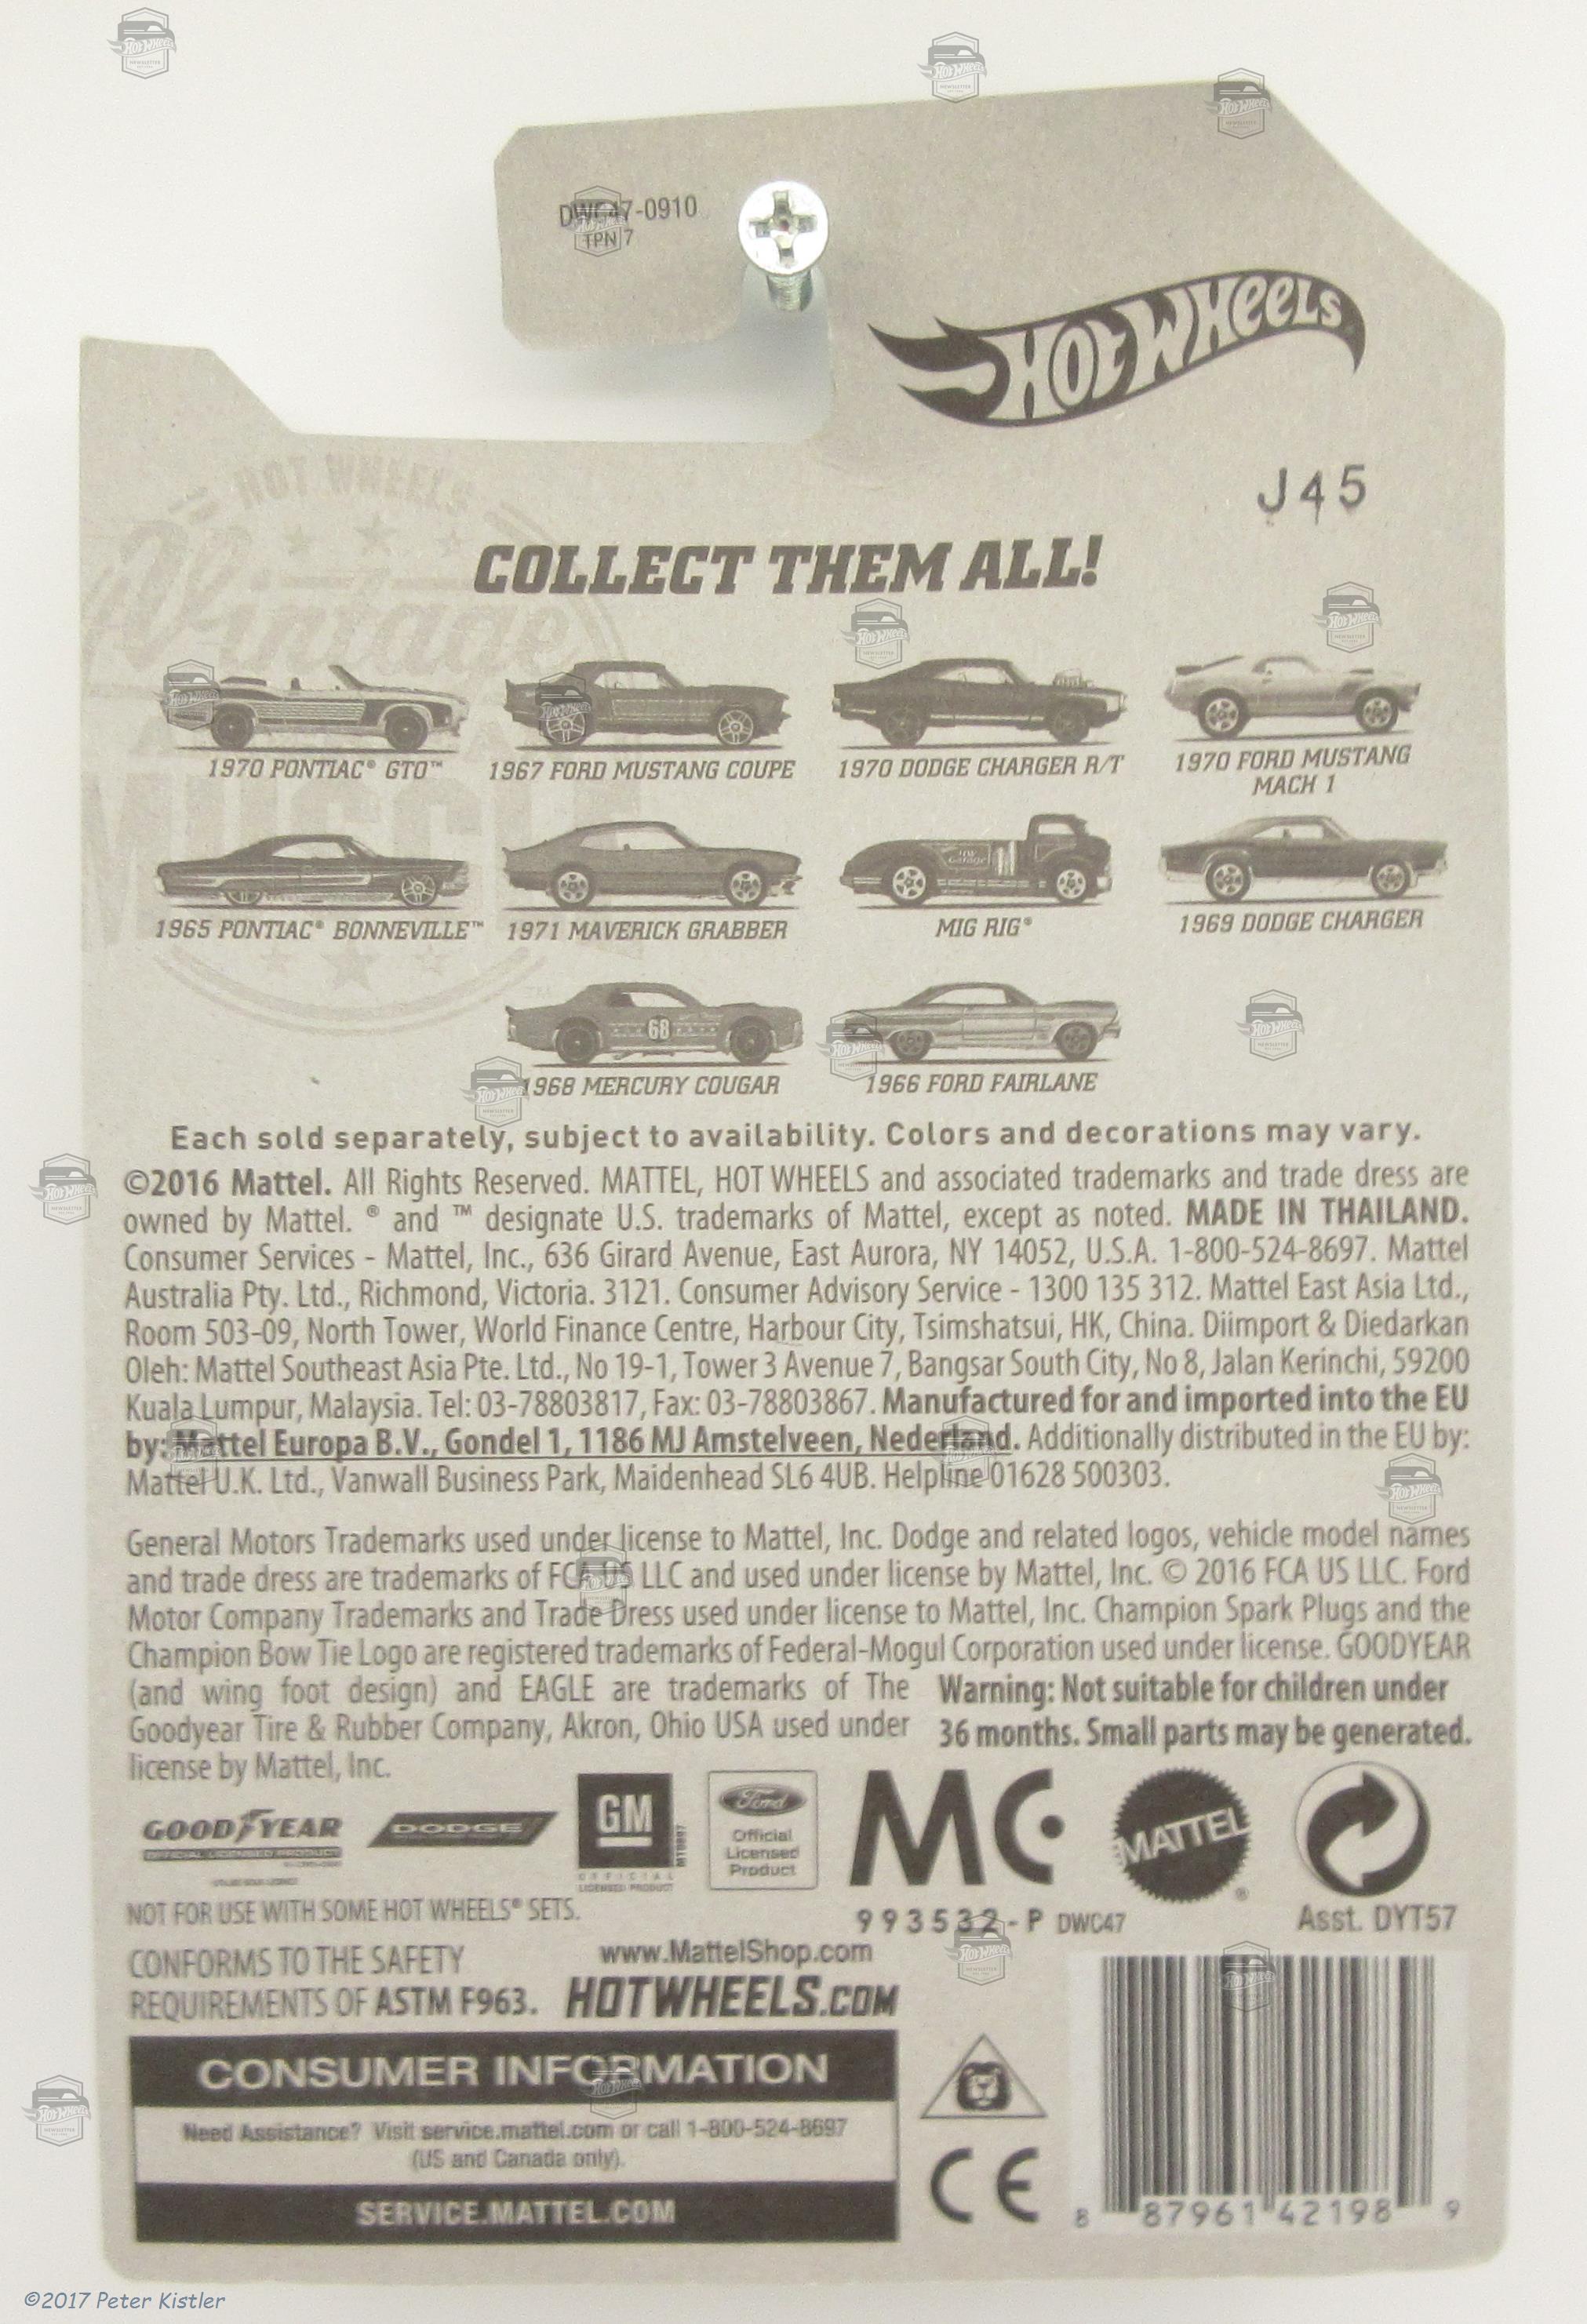 DWC47-0910
TPN 7
HOT WHEELS
J45
HOT WHEELS
Vintage
COLLECT THEM ALL!
1970 PONTIAC® GTO™
1967 FORD MUSTANG COUPE
1970 DODGE CHARGER R/T
1970 FORD MUSTANG
MACH 1
1965 PONTIAC® BONNEVILLE™
1971 MAVERICK GRABBER
HW
Garage
MIG RIG®
1969 DODGE CHARGER
68
1968 MERCURY COUGAR
1966 FORD FAIRLANE
Each sold separately, subject to availability. Colors and decorations may vary.
©2016 Mattel. All Rights Reserved. MATTEL, HOT WHEELS and associated trademarks and trade dress are
owned by Mattel. ® and ™ designate U.S. trademarks of Mattel, except as noted. MADE IN THAILAND.
Consumer Services - Mattel, Inc., 636 Girard Avenue, East Aurora, NY 14052, U.S.A. 1-800-524-8697. Mattel
Australia Pty. Ltd., Richmond, Victoria. 3121. Consumer Advisory Service - 1300 135 312. Mattel East Asia Ltd.,
Room 503-09, North Tower, World Finance Centre, Harbour City, Tsimshatsui, HK, China. Diimport & Diedarkan
Oleh: Mattel Southeast Asia Pte. Ltd., No 19-1, Tower 3 Avenue 7, Bangsar South City, No 8, Jalan Kerinchi, 59200
Kuala Lumpur, Malaysia. Tel: 03-78803817, Fax: 03-78803867. Manufactured for and imported into the EU
by: Mattel Europa B.V., Gondel 1, 1186 MJ Amstelveen, Nederland. Additionally distributed in the EU by:
Mattel U.K. Ltd., Vanwall Business Park, Maidenhead SL6 4UB. Helpline 01628 500303.
General Motors Trademarks used under license to Mattel, Inc. Dodge and related logos, vehicle model names
and trade dress are trademarks of FCA US LLC and used under license by Mattel, Inc. © 2016 FCA US LLC. Ford
Motor Company Trademarks and Trade Dress used under license to Mattel, Inc. Champion Spark Plugs and the
Champion Bow Tie Logo are registered trademarks of Federal-Mogul Corporation used under license. GOODYEAR
(and wing foot design) and EAGLE are trademarks of The
Goodyear Tire & Rubber Company, Akron, Ohio USA used under
license by Mattel, Inc.
Warning: Not suitable for children under
36 months. Small parts may be generated.
GOODYEAR
OFFICIAL LICENSED PRODUCT
DODGE
GM
OFFICIAL
LICENSED PRODUCT
Ford
Official
Licensed
Product
MC
MATTEL®
NOT FOR USE WITH SOME HOT WHEELS® SETS.
993532-P DWC47
Asst. DYT57
CONFORMS TO THE SAFETY
REQUIREMENTS OF ASTM F963.
www.MattelShop.com
HOTWHEELS.COM
CONSUMER INFORMATION
Need Assistance? Visit service.mattel.com or call 1-800-524-8697
(US and Canada only).
SERVICE.MATTEL.COM
CE
8 87961 42198 9
©2017 Peter Kistler